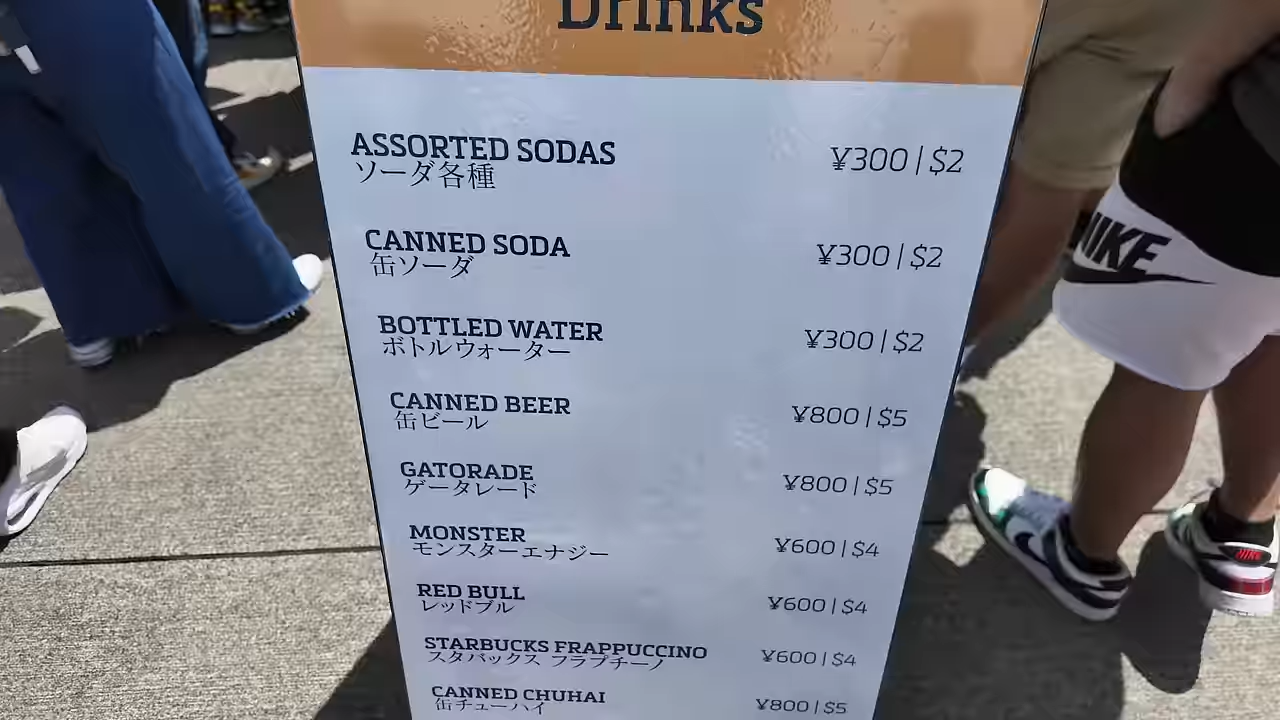 Drinks
ASSORTED SODAS ¥300 | $2
ソーダ各種
CANNED SODA ¥300 | $2
缶ソーダ
BOTTLED WATER ¥300 | $2
ボトルウォーター
CANNED BEER ¥800 | $5
缶ビール
GATORADE ¥800 | $5
ゲータレード
MONSTER ¥600 | $4
モンスターエナジー
RED BULL ¥600 | $4
レッドブル
STARBUCKS FRAPPUCCINO ¥600 | $4
スタバックス フラプチーノ
CANNED CHUHAI ¥800 | $5
缶チューハイ
NIKE
NIKE